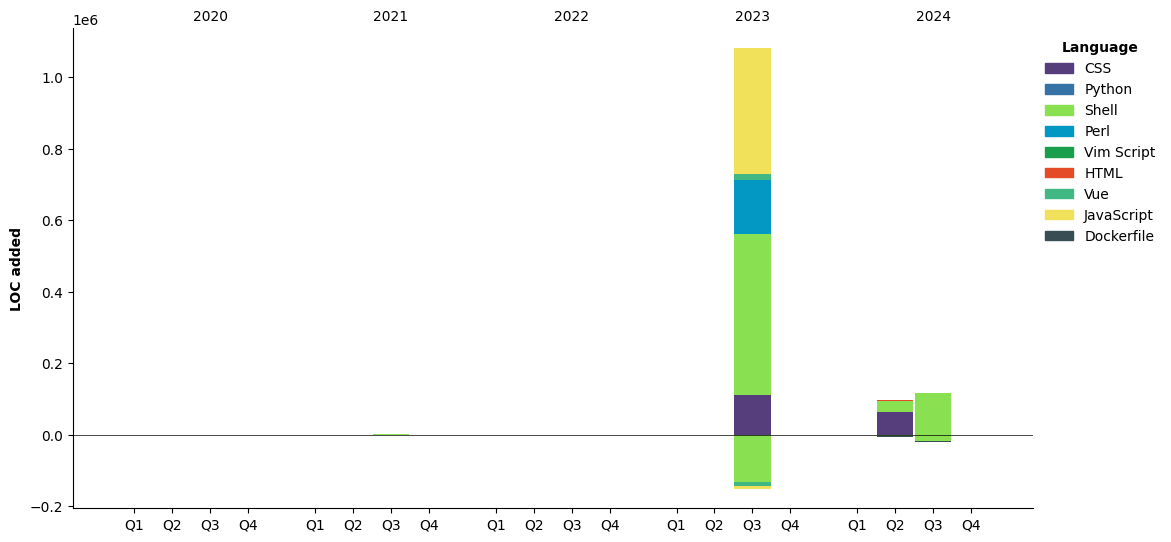 1e6
2020 2021 2022 2023 2024
1.0
0.8
0.6
0.4
0.2
0.0
−0.2
LOC added
Q1 Q2 Q3 Q4 Q1 Q2 Q3 Q4 Q1 Q2 Q3 Q4 Q1 Q2 Q3 Q4 Q1 Q2 Q3 Q4
Language
CSS
Python
Shell
Perl
Vim Script
HTML
Vue
JavaScript
Dockerfile